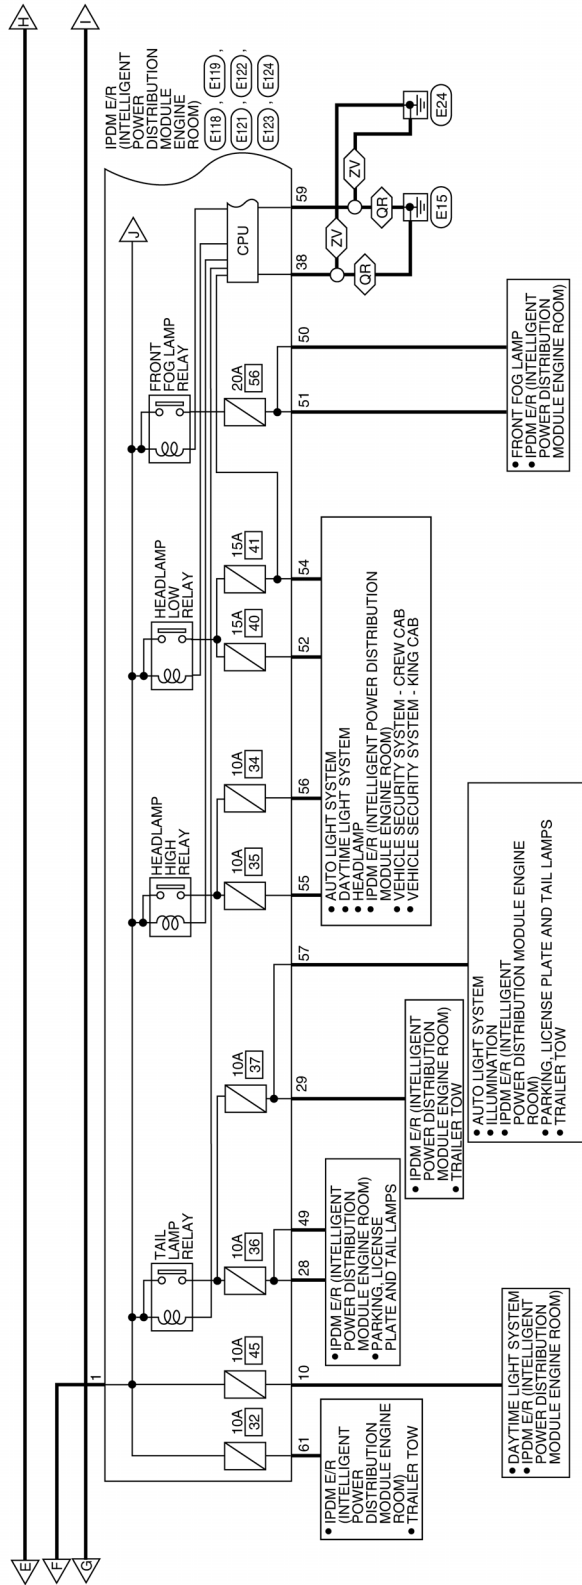 E
H
F
G
I
1
J
IPDM E/R
(INTELLIGENT
POWER
DISTRIBUTION
MODULE
ENGINE
ROOM)
E118 , E119 ,
E121 , E122 ,
E123 , E124
TAIL
LAMP
RELAY
HEADLAMP
HIGH
RELAY
HEADLAMP
LOW
RELAY
FRONT
FOG LAMP
RELAY
CPU
10A
32
10A
45
10A
36
10A
37
10A
35
10A
34
15A
40
15A
41
20A
56
61
10
28
49
29
57
55
56
52
54
51
50
38
59
ZV
ZV
QR
QR
E15
E24
• IPDM E/R
(INTELLIGENT
POWER
DISTRIBUTION
MODULE ENGINE
ROOM)
• TRAILER TOW
• DAYTIME LIGHT SYSTEM
• IPDM E/R (INTELLIGENT
POWER DISTRIBUTION
MODULE ENGINE ROOM)
• IPDM E/R (INTELLIGENT
POWER DISTRIBUTION
MODULE ENGINE ROOM)
• PARKING, LICENSE
PLATE AND TAIL LAMPS
• IPDM E/R (INTELLIGENT
POWER DISTRIBUTION
MODULE ENGINE ROOM)
• TRAILER TOW
• AUTO LIGHT SYSTEM
• ILLUMINATION
• IPDM E/R (INTELLIGENT
POWER DISTRIBUTION MODULE ENGINE
ROOM)
• PARKING, LICENSE PLATE AND TAIL LAMPS
• TRAILER TOW
• AUTO LIGHT SYSTEM
• DAYTIME LIGHT SYSTEM
• HEADLAMP
• IPDM E/R (INTELLIGENT POWER DISTRIBUTION
MODULE ENGINE ROOM)
• VEHICLE SECURITY SYSTEM - CREW CAB
• VEHICLE SECURITY SYSTEM - KING CAB
• FRONT FOG LAMP
• IPDM E/R (INTELLIGENT
POWER DISTRIBUTION
MODULE ENGINE ROOM)